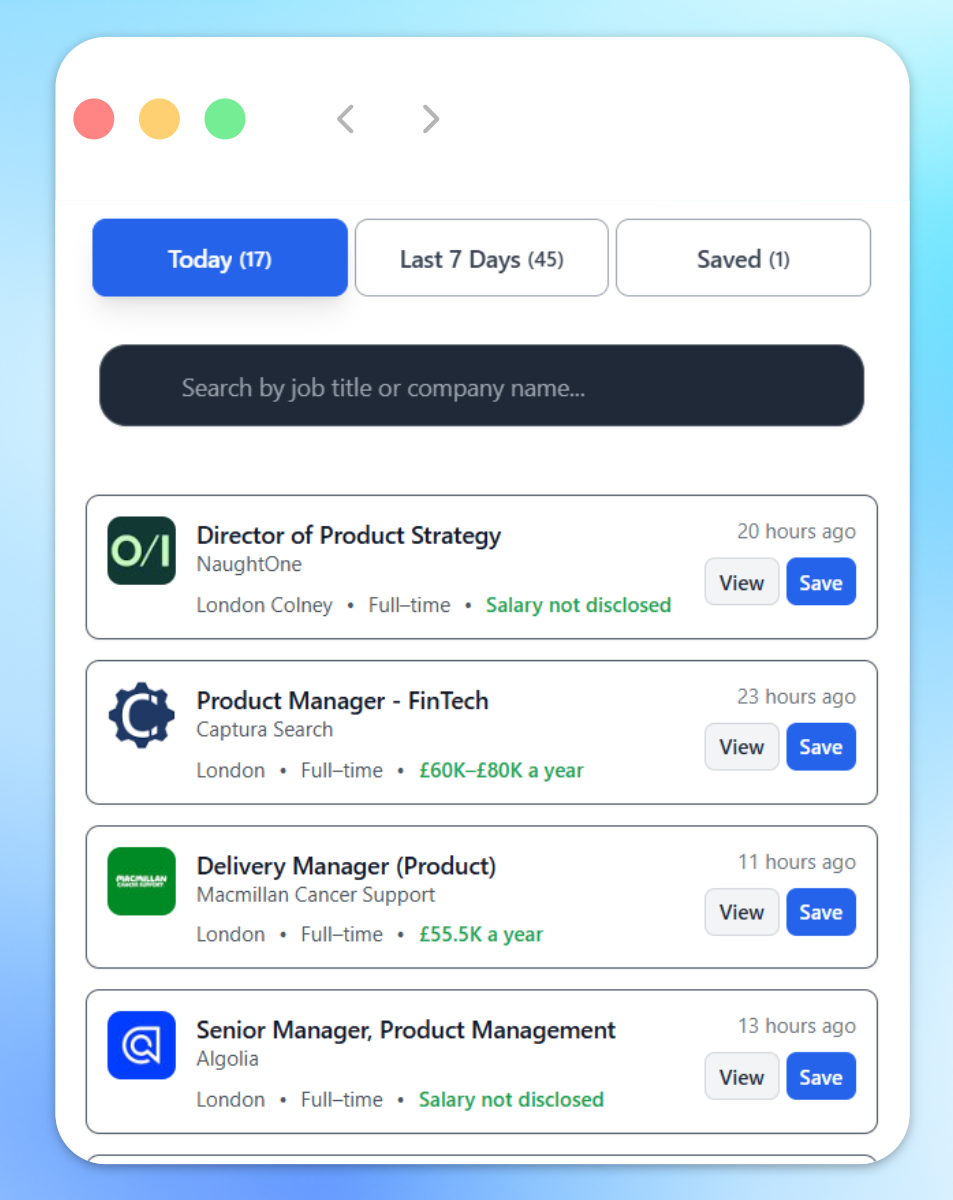 Today (17)
Last 7 Days (45)
Saved (1)
Search by job title or company name...
O/I
Director of Product Strategy
20 hours ago
NaughtOne
View
Save
London Colney • Full–time • Salary not disclosed
Product Manager - FinTech
23 hours ago
Captura Search
View
Save
London • Full–time • £60K–£80K a year
MACMILLAN
CANCER SUPPORT
Delivery Manager (Product)
11 hours ago
Macmillan Cancer Support
View
Save
London • Full–time • £55.5K a year
Senior Manager, Product Management
13 hours ago
Algolia
View
Save
London • Full–time • Salary not disclosed